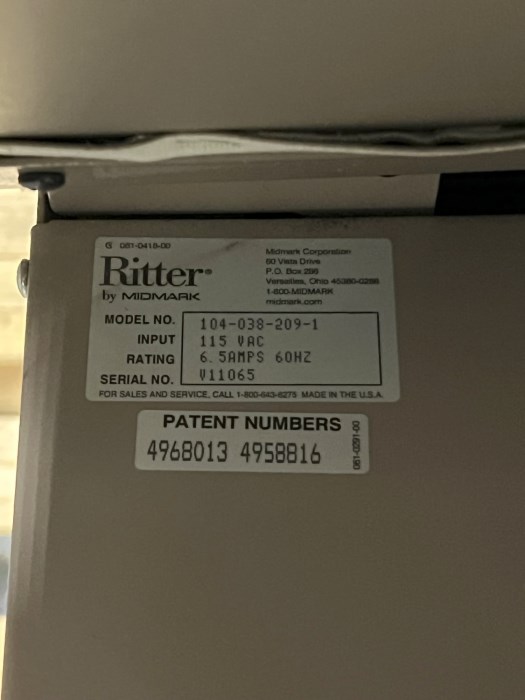 G 061-0418-00
Ritter®
by MIDMARK
Midmark Corporation
60 Vista Drive
P.O. Box 286
Versailles, Ohio 45380-0286
1-800-MIDMARK
midmark.com
MODEL NO. 104-038-209-1
INPUT 115 VAC
RATING 6.5AMPS 60HZ
SERIAL NO. V11065
FOR SALES AND SERVICE, CALL 1-800-643-6275 MADE IN THE U.S.A.
PATENT NUMBERS
4968013 4958816
061-0291-00